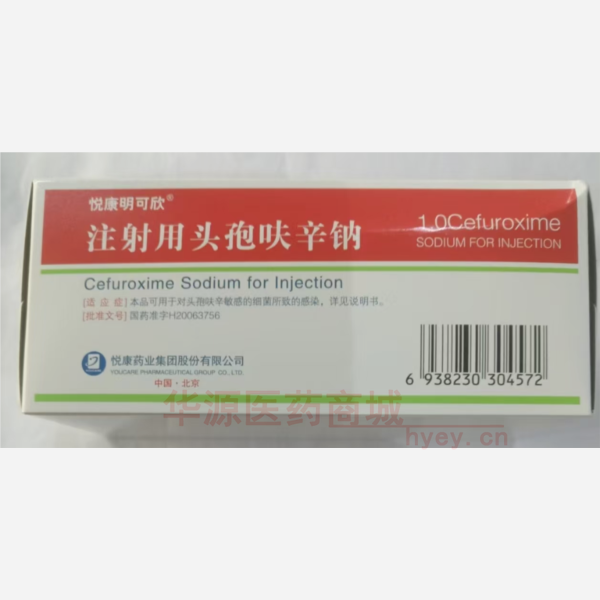 悦康明可欣®
注射用头孢呋辛钠
1.0Cefuroxime
SODIUM FOR INJECTION
Cefuroxime Sodium for Injection
[适应症]本品可用于对头孢呋辛敏感的细菌所致的感染，详见说明书。
[批准文号]国药准字H20063756
悦康药业集团股份有限公司
YOUCARE PHARMACEUTICAL GROUP CO., LTD.
中国·北京
6 938230 304572
华源医药商城
hyey.cn